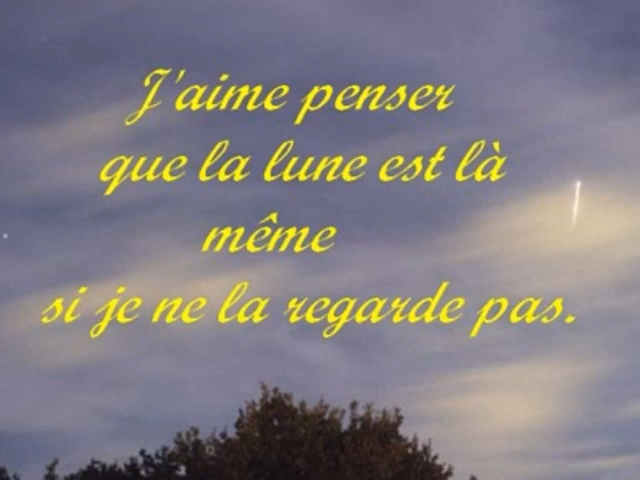 J'aime penser
que la lune est là
même
si je ne la regarde pas.